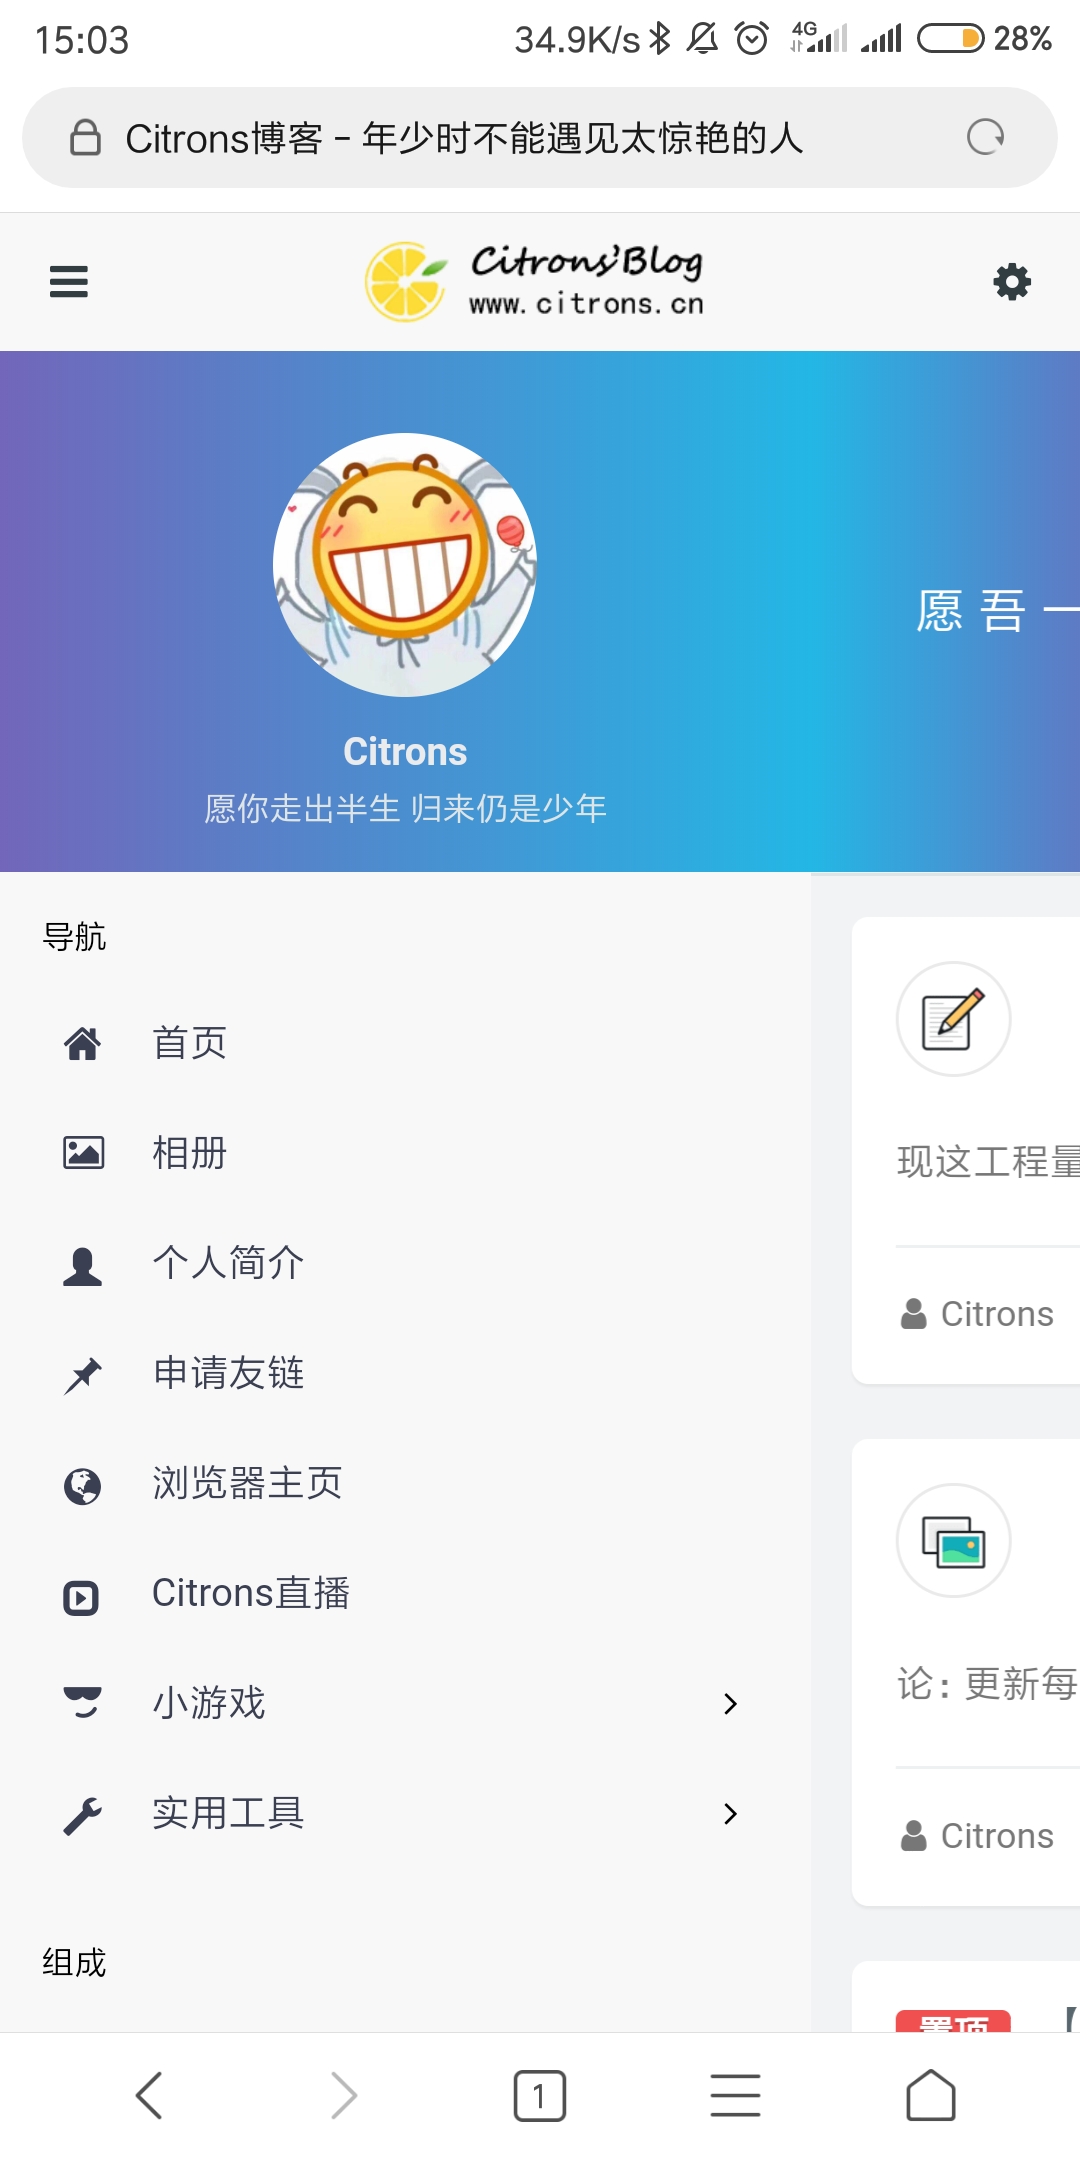 15:03 34.9K/s 4G 28%
Citrons博客 - 年少时不能遇见太惊艳的人
Citrons'Blog
www.citrons.cn
Citrons
愿你走出半生 归来仍是少年
愿 吾 一
导航
首页
相册
个人简介
申请友链
浏览器主页
Citrons直播
小游戏
实用工具
组成
现这工程量
Citrons
论：更新每
Citrons
置顶 【
1